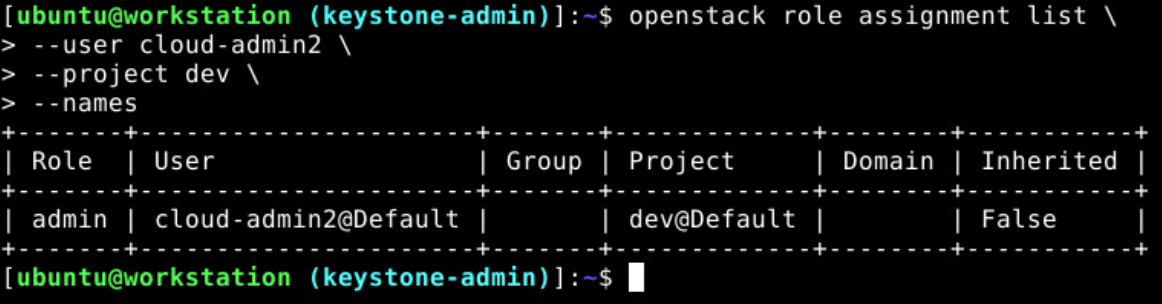 [ubuntu@workstation (keystone-admin)]:~$ openstack role assignment list \
> --user cloud-admin2 \
> --project dev \
> --names
+-------+----------------------+-------+-------------+--------+-----------+
| Role  | User                 | Group | Project     | Domain | Inherited |
+-------+----------------------+-------+-------------+--------+-----------+
| admin | cloud-admin2@Default |       | dev@Default |        | False     |
+-------+----------------------+-------+-------------+--------+-----------+
[ubuntu@workstation (keystone-admin)]:~$